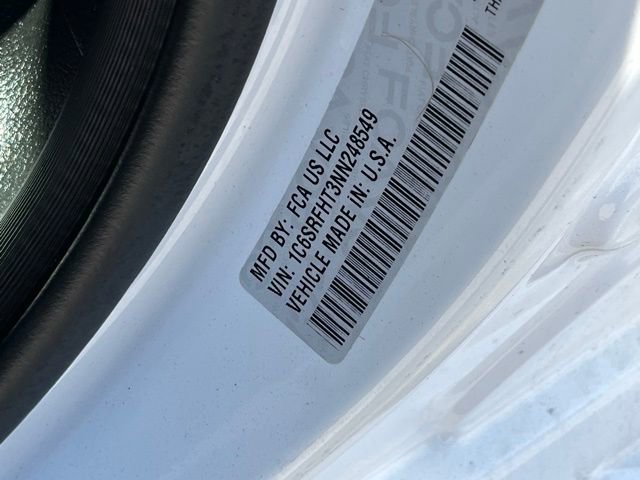 MFD BY: FCA US LLC
VIN: 1C6SRFHT3NN248549
VEHICLE MADE IN: U.S.A.